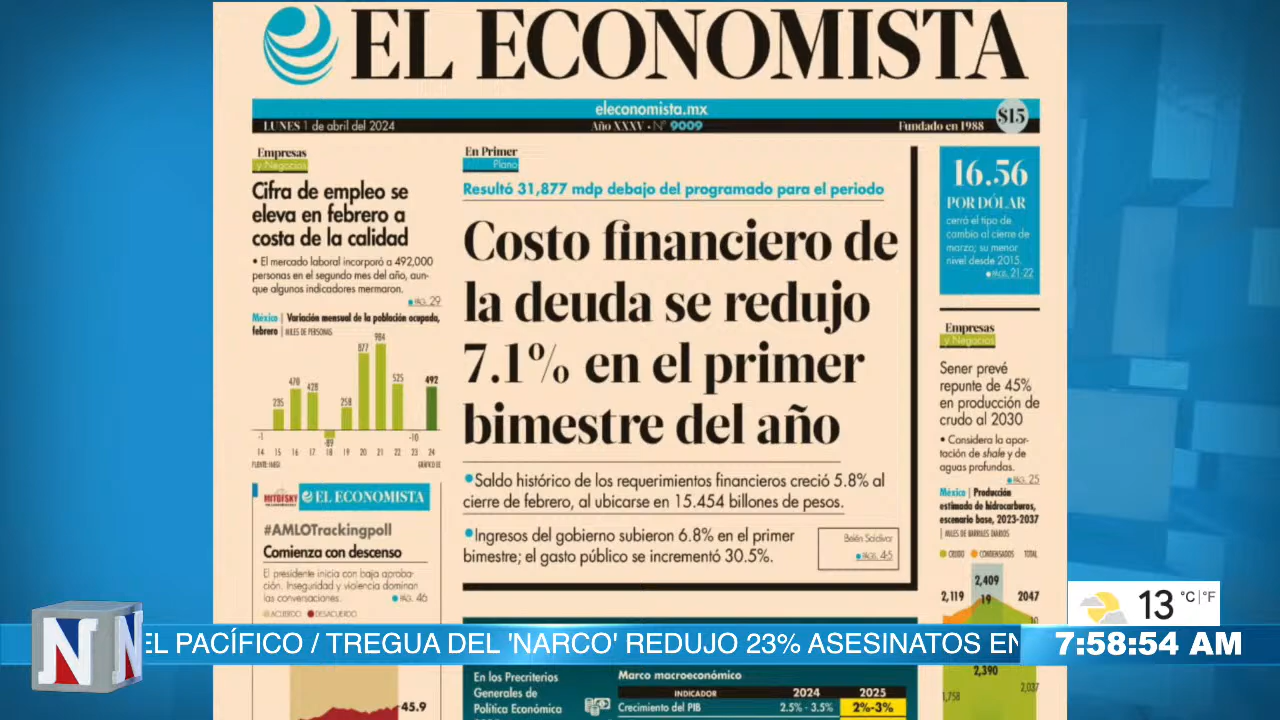 EL ECONOMISTA
eleconomista.mx
LUNES 1 de abril del 2024
Año XXXV • N° 9009
Fundado en 1988
$15
Empresas
y Negocios
Cifra de empleo se
eleva en febrero a
costa de la calidad
• El mercado laboral incorporó a 492,000
personas en el segundo mes del año, aun-
que algunos indicadores mermaron.
PÁG. 29
México | Variación mensual de la población ocupada,
febrero | MILES DE PERSONAS
-1 235 470 428 -89 258 877 984 525 -10 492
14 15 16 17 18 19 20 21 22 23 24
FUENTE: INEGI
GRÁFICO EE
MITOFSKY
EL ECONOMISTA
#AMLOTrackingpoll
Comienza con descenso
El presidente inicia con baja aproba-
ción. Inseguridad y violencia dominan
las conversaciones.
PÁG. 46
ACUERDO DESACUERDO
45.9
En Primer
Plano
Resultó 31,877 mdp debajo del programado para el periodo
Costo financiero de
la deuda se redujo
7.1% en el primer
bimestre del año
•Saldo histórico de los requerimientos financieros creció 5.8% al
cierre de febrero, al ubicarse en 15.454 billones de pesos.
•Ingresos del gobierno subieron 6.8% en el primer
bimestre; el gasto público se incrementó 30.5%.
Belén Saldívar
PÁGS. 4-5
En los Precriterios
Generales de
Política Económica
Marco macroeconómico
INDICADOR 2024 2025
Crecimiento del PIB 2.5% - 3.5% 2%-3%
16.56
POR DÓLAR
cerró el tipo de
cambio al cierre de
marzo; su menor
nivel desde 2015.
PÁGS. 21-22
Empresas
y Negocios
Sener prevé
repunte de 45%
en producción de
crudo al 2030
• Considera la apor-
tación de shale y de
aguas profundas.
PÁG. 25
México | Producción
estimada de hidrocarburos,
escenario base, 2023-2037
| MILES DE BARRILES DIARIOS
CRUDO CONDENSADOS TOTAL
2,409
2,119 19 2047
2,390
1,758 2,037
13 °C|°F
N N
EL PACÍFICO / TREGUA DEL 'NARCO' REDUJO 23% ASESINATOS EN
7:58:54 AM